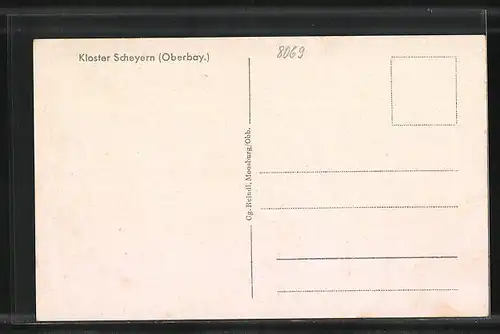 Kloster Scheyern (Oberbay.)
8069
Gg. Reindl, Moosburg/Obb.